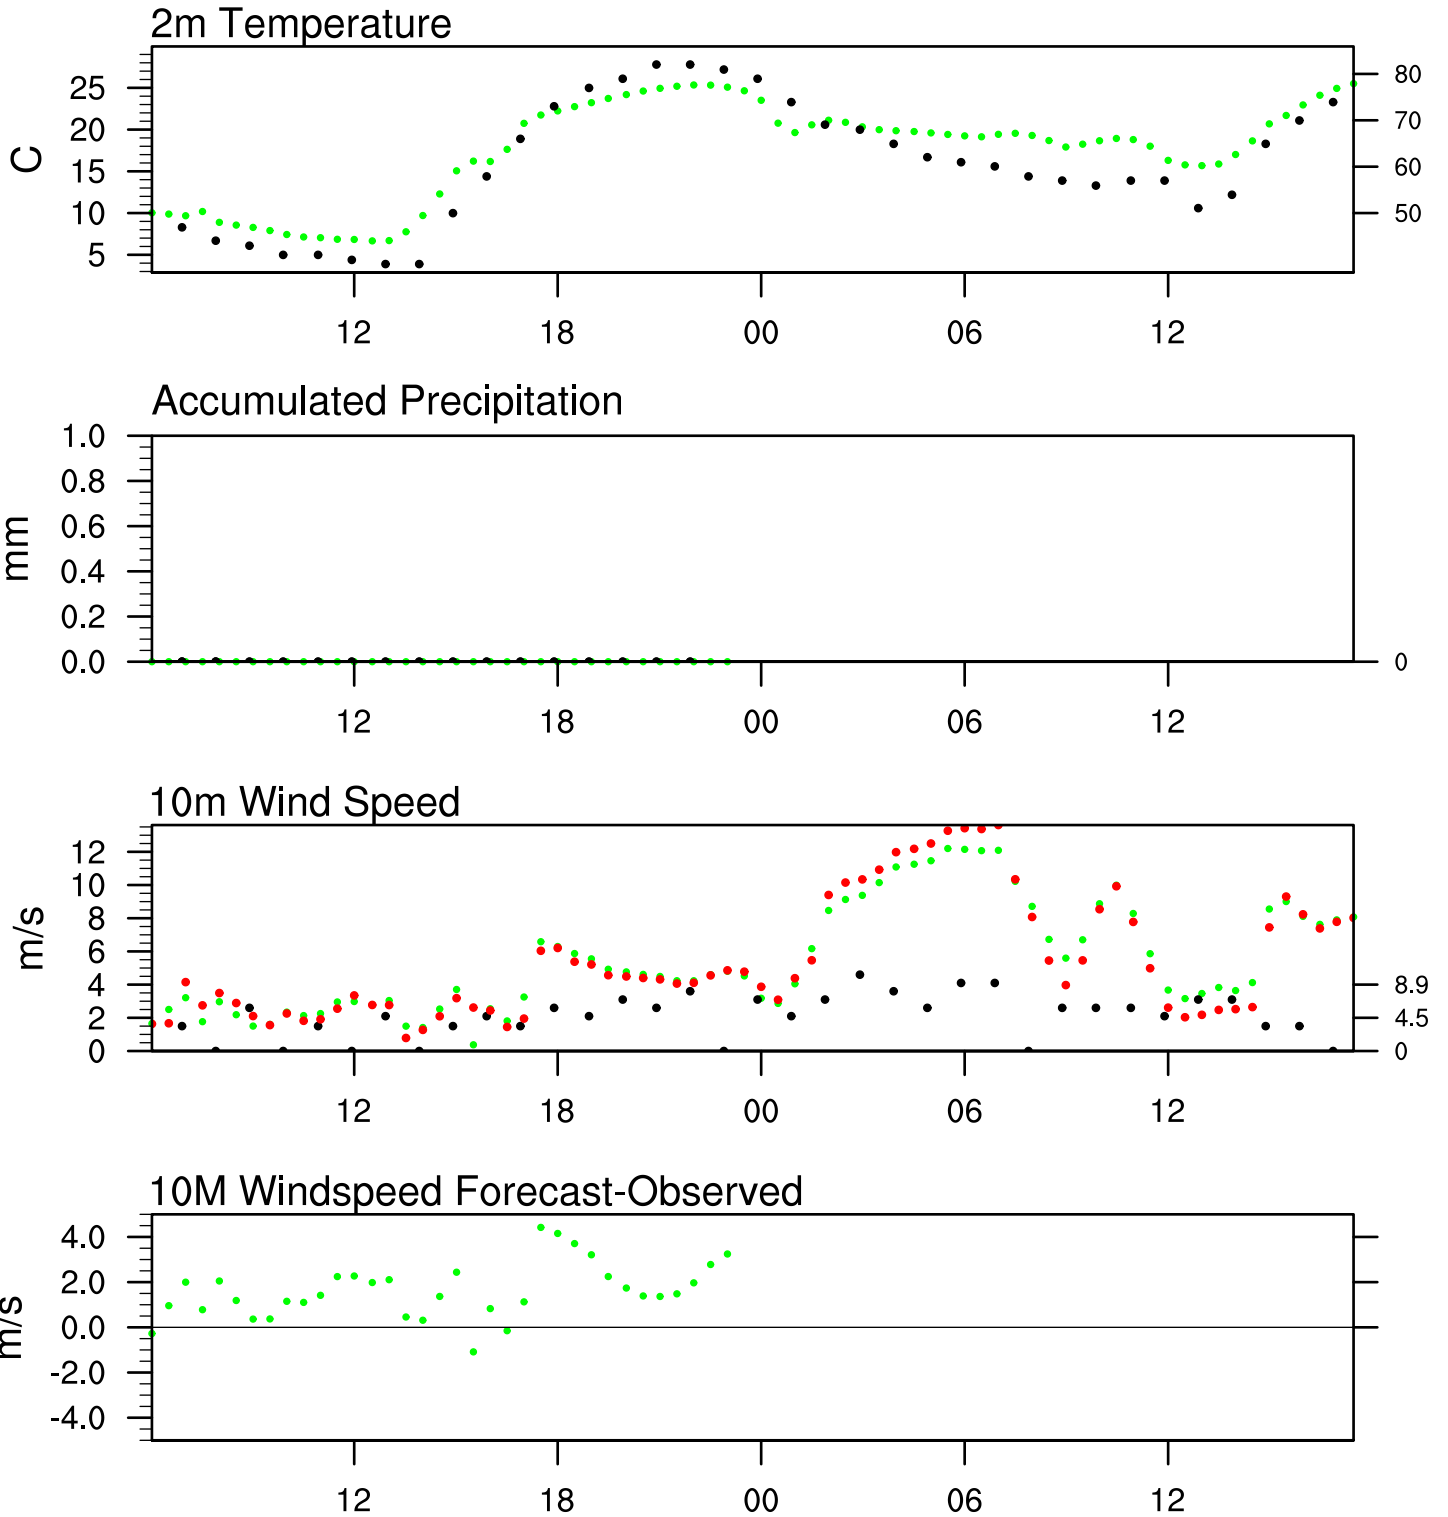 2m Temperature
C
25
20
15
10
5
80
70
60
50
12 18 00 06 12
Accumulated Precipitation
mm
1.0
0.8
0.6
0.4
0.2
0.0
0
12 18 00 06 12
10m Wind Speed
m/s
12
10
8
6
4
2
0
8.9
4.5
0
12 18 00 06 12
10M Windspeed Forecast-Observed
m/s
4.0
2.0
0.0
-2.0
-4.0
12 18 00 06 12